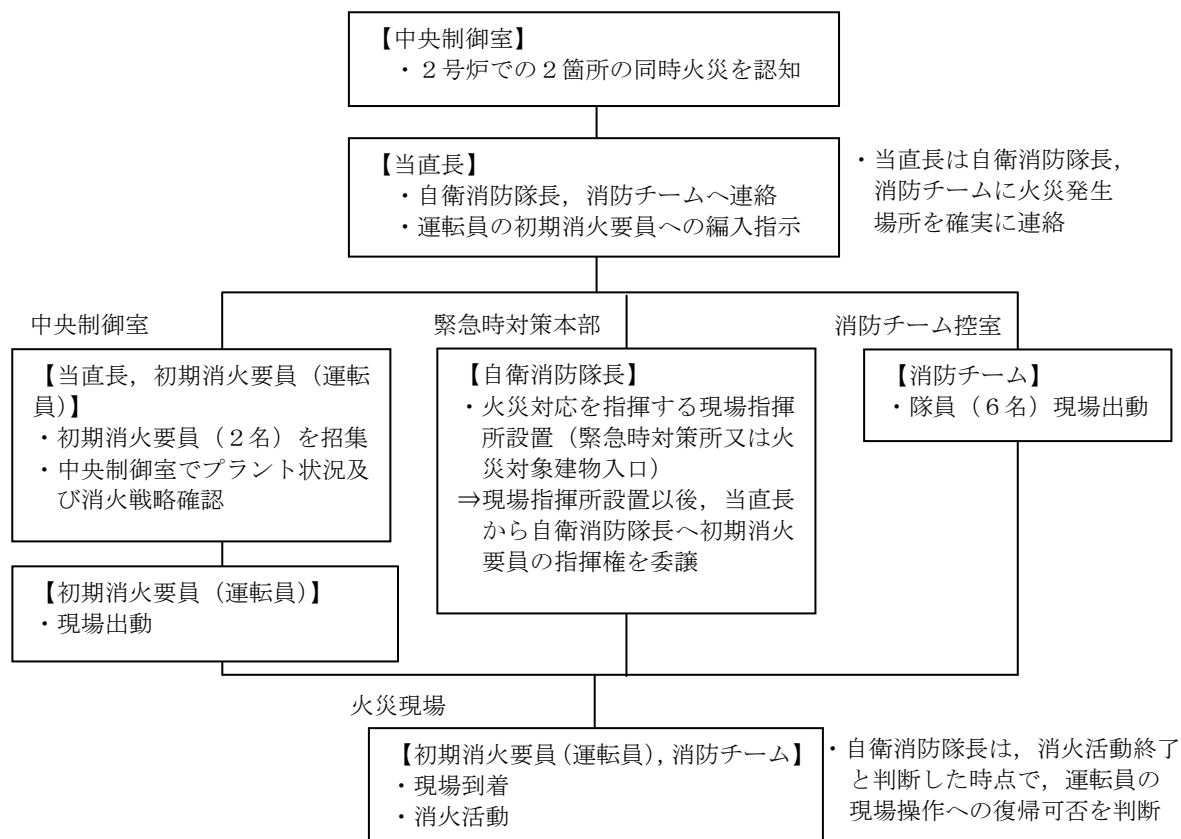 【中央制御室】
・２号炉での２箇所の同時火災を認知
【当直長】
・自衛消防隊長，消防チームへ連絡
・運転員の初期消火要員への編入指示
・当直長は自衛消防隊長，
消防チームに火災発生
場所を確実に連絡
中央制御室
【当直長，初期消火要員（運転
員）】
・初期消火要員（２名）を招集
・中央制御室でプラント状況及
び消火戦略確認
【初期消火要員（運転員）】
・現場出動
緊急時対策本部
【自衛消防隊長】
・火災対応を指揮する現場指揮
所設置（緊急時対策所又は火
災対象建物入口）
⇒現場指揮所設置以後，当直長
から自衛消防隊長へ初期消火
要員の指揮権を委譲
消防チーム控室
【消防チーム】
・隊員（６名）現場出動
火災現場
【初期消火要員（運転員），消防チーム】
・現場到着
・消火活動
・自衛消防隊長は，消火活動終了
と判断した時点で，運転員の
現場操作への復帰可否を判断